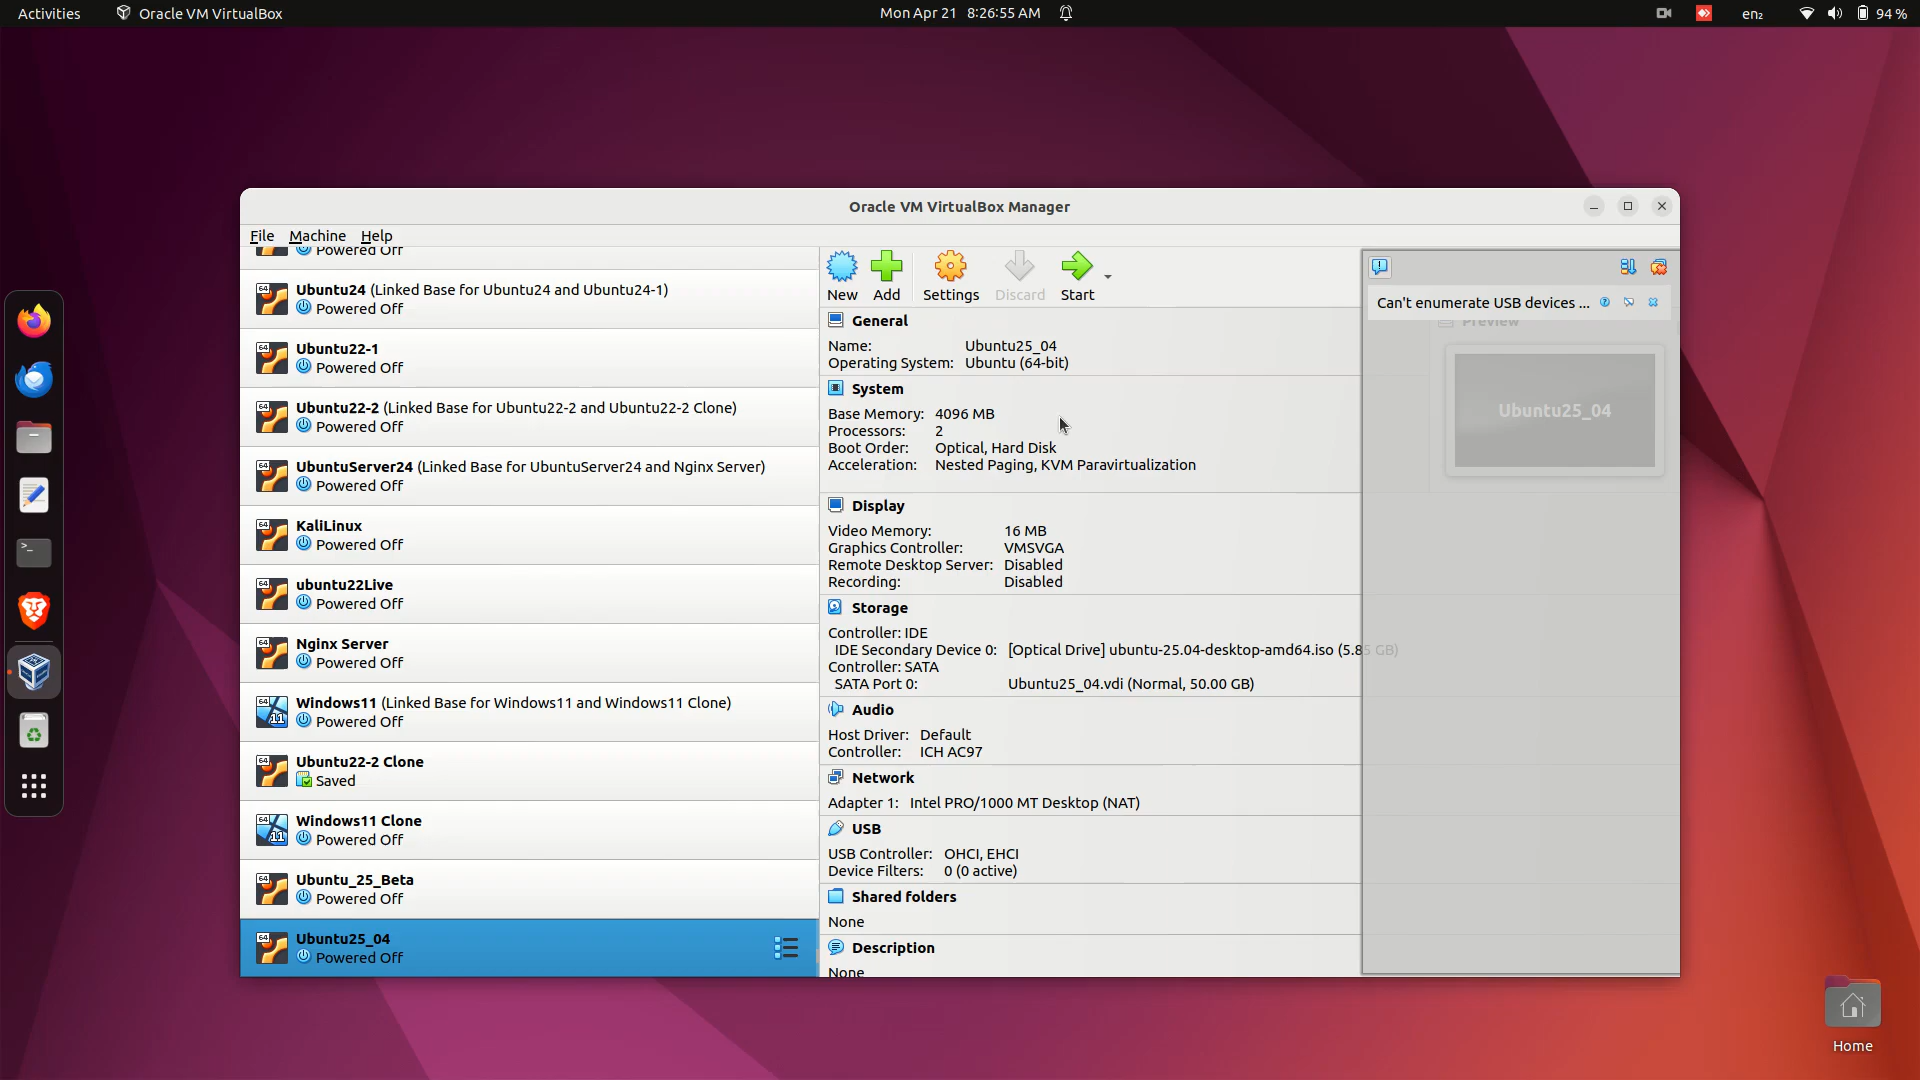 Activities
Oracle VM VirtualBox
Mon Apr 21 8:26:55 AM
en₂
94 %
Oracle VM VirtualBox Manager
File Machine Help
Powered Off
Ubuntu24 (Linked Base for Ubuntu24 and Ubuntu24-1)
Powered Off
Ubuntu22-1
Powered Off
Ubuntu22-2 (Linked Base for Ubuntu22-2 and Ubuntu22-2 Clone)
Powered Off
UbuntuServer24 (Linked Base for UbuntuServer24 and Nginx Server)
Powered Off
KaliLinux
Powered Off
ubuntu22Live
Powered Off
Nginx Server
Powered Off
Windows11 (Linked Base for Windows11 and Windows11 Clone)
Powered Off
Ubuntu22-2 Clone
Saved
Windows11 Clone
Powered Off
Ubuntu_25_Beta
Powered Off
Ubuntu25_04
Powered Off
New Add Settings Discard Start
General
Name: Ubuntu25_04
Operating System: Ubuntu (64-bit)
System
Base Memory: 4096 MB
Processors: 2
Boot Order: Optical, Hard Disk
Acceleration: Nested Paging, KVM Paravirtualization
Display
Video Memory: 16 MB
Graphics Controller: VMSVGA
Remote Desktop Server: Disabled
Recording: Disabled
Storage
Controller: IDE
IDE Secondary Device 0: [Optical Drive] ubuntu-25.04-desktop-amd64.iso (5.85 GB)
Controller: SATA
SATA Port 0: Ubuntu25_04.vdi (Normal, 50.00 GB)
Audio
Host Driver: Default
Controller: ICH AC97
Network
Adapter 1: Intel PRO/1000 MT Desktop (NAT)
USB
USB Controller: OHCI, EHCI
Device Filters: 0 (0 active)
Shared folders
None
Description
None
Can't enumerate USB devices ...
Preview
Ubuntu25_04
Home